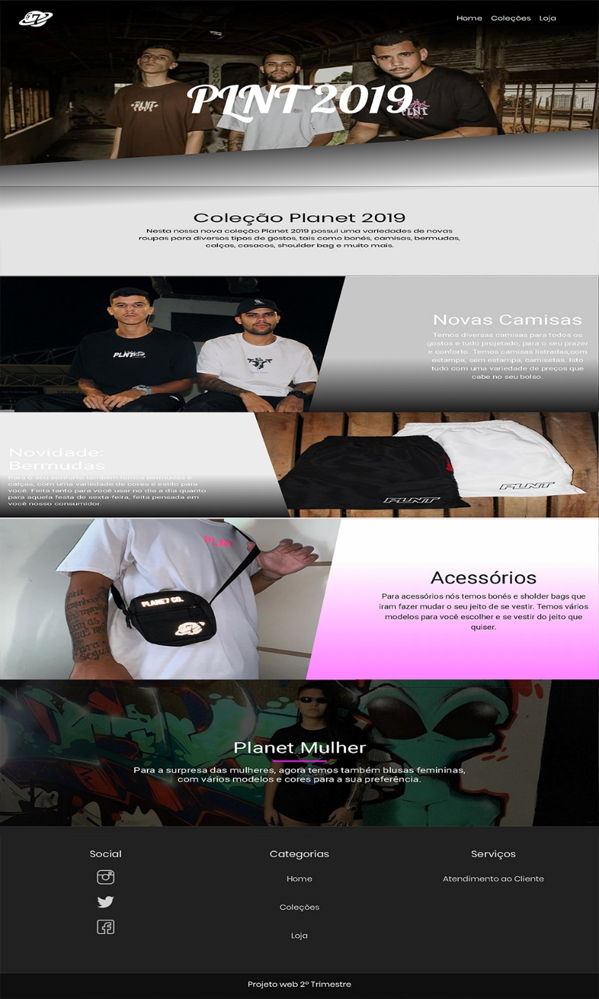 Home Coleções Loja
PLNT 2019
PLNT
PLNT
Coleção Planet 2019
Nesta nossa nova coleção Planet 2019 possui uma variedades de novas
roupas para diversos tipos de gostos, tais como bonés, camisas, bermudas,
calças, casacos, shoulder bag e muito mais.
PLNT
Novas Camisas
Temos diversas camisas para todos os
gostos e tudo projetado, para o seu prazer
e conforto. Temos camisas listradas,com
estampa, sem estampa, camisetas. Isto
tudo com uma variedade de preços que
cabe no seu bolso.
Novidade:
Bermudas
Para o seu conforto também temos bermudas e
calças, com uma variedade de cores e estilo para
você. Feita tanto para você usar no dia a dia quanto
para aquela festa de sexta-feira, feita pensada em
você nosso consumidor.
PLNT
PLNT
PLNT
PLANE7 CO.
Acessórios
Para acessórios nós temos bonés e sholder bags que
iram fazer mudar o seu jeito de se vestir. Temos vários
modelos para você escolher e se vestir do jeito que
quiser.
Planet Mulher
Para a surpresa das mulheres, agora temos também blusas femininas,
com vários modelos e cores para a sua preferência.
Social
Categorias
Home
Coleções
Loja
Serviços
Atendimento ao Cliente
Projeto web 2º Trimestre